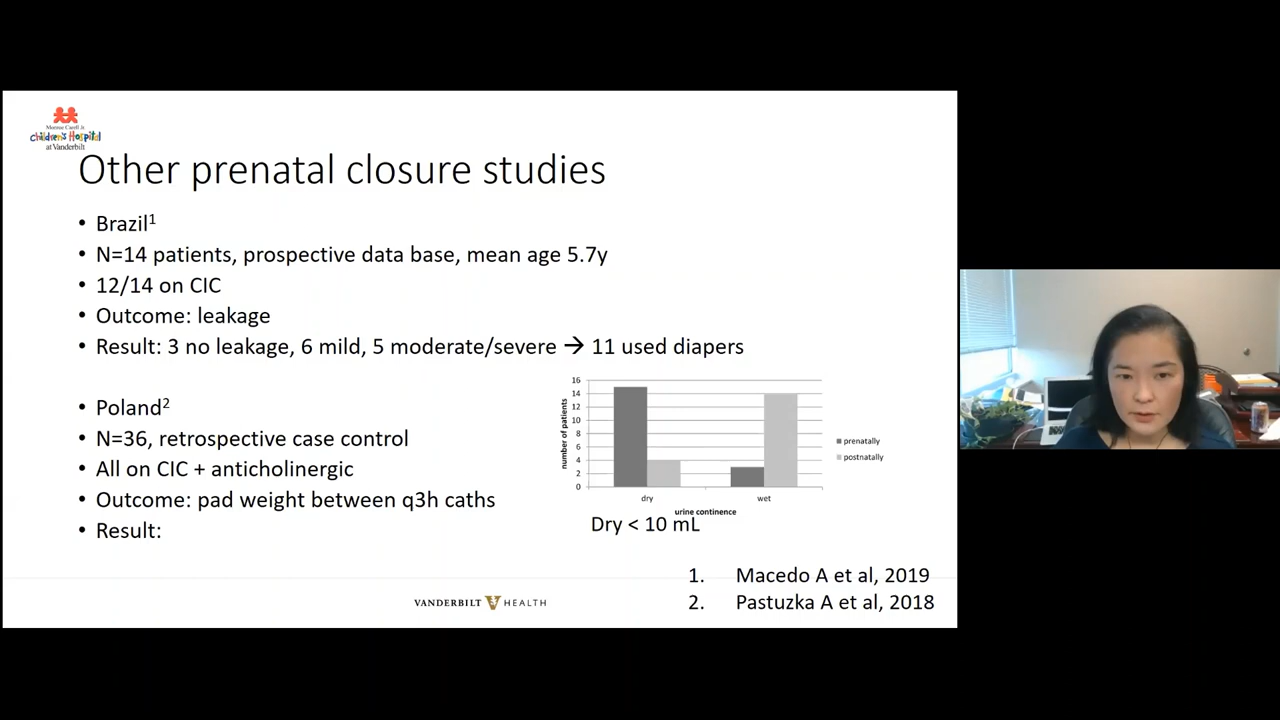 Monroe Carell Jr.
Children's Hospital
at Vanderbilt
Other prenatal closure studies
• Brazil1
• N=14 patients, prospective data base, mean age 5.7y
• 12/14 on CIC
• Outcome: leakage
• Result: 3 no leakage, 6 mild, 5 moderate/severe → 11 used diapers
• Poland2
• N=36, retrospective case control
• All on CIC + anticholinergic
• Outcome: pad weight between q3h caths
• Result:
number of patients
16
14
12
10
8
6
4
2
0
dry
wet
urine continence
prenatally
postnatally
Dry < 10 mL
1. Macedo A et al, 2019
2. Pastuzka A et al, 2018
VANDERBILT V HEALTH